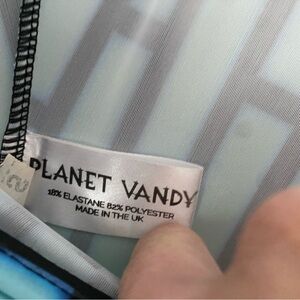 PLANET VANDY
18% ELASTANE 82% POLYESTER
MADE IN THE UK